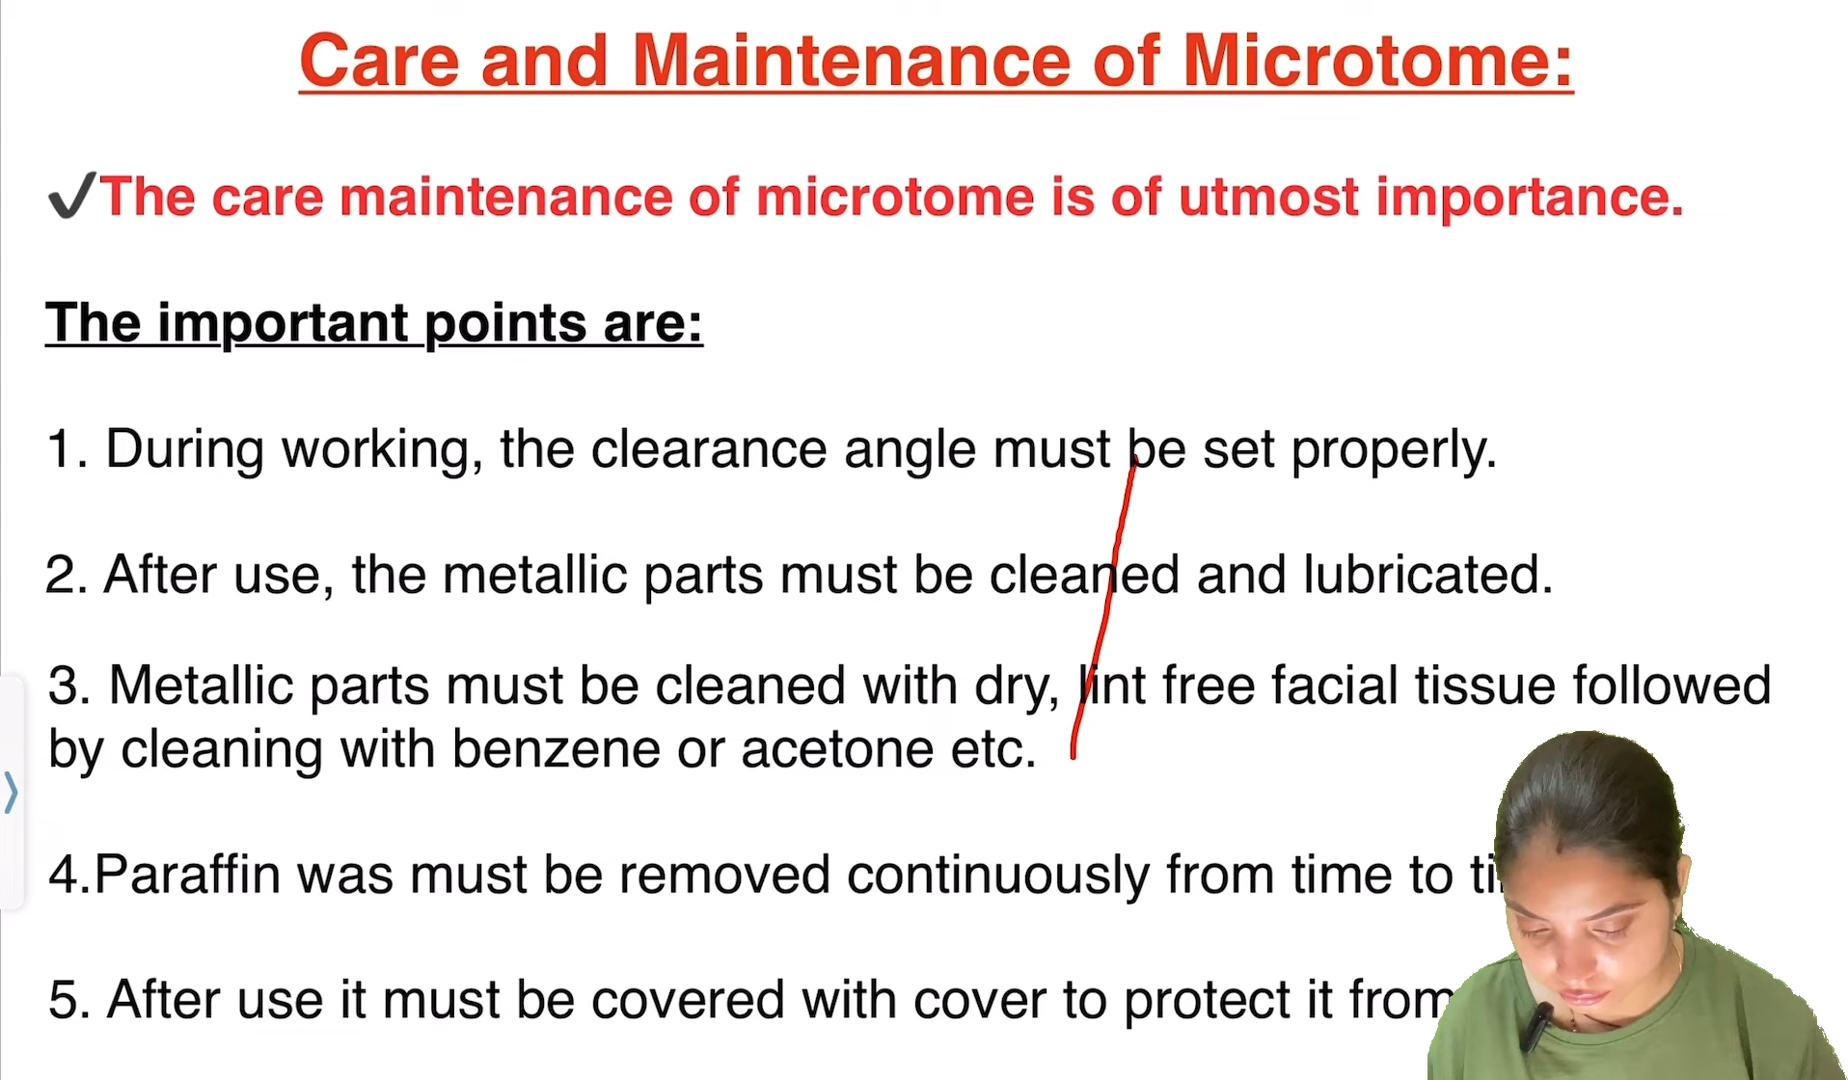 Care and Maintenance of Microtome:
✔The care maintenance of microtome is of utmost importance.
The important points are:
1. During working, the clearance angle must be set properly.
2. After use, the metallic parts must be cleaned and lubricated.
3. Metallic parts must be cleaned with dry, lint free facial tissue followed
by cleaning with benzene or acetone etc.
4.Paraffin was must be removed continuously from time to
5. After use it must be covered with cover to protect it from